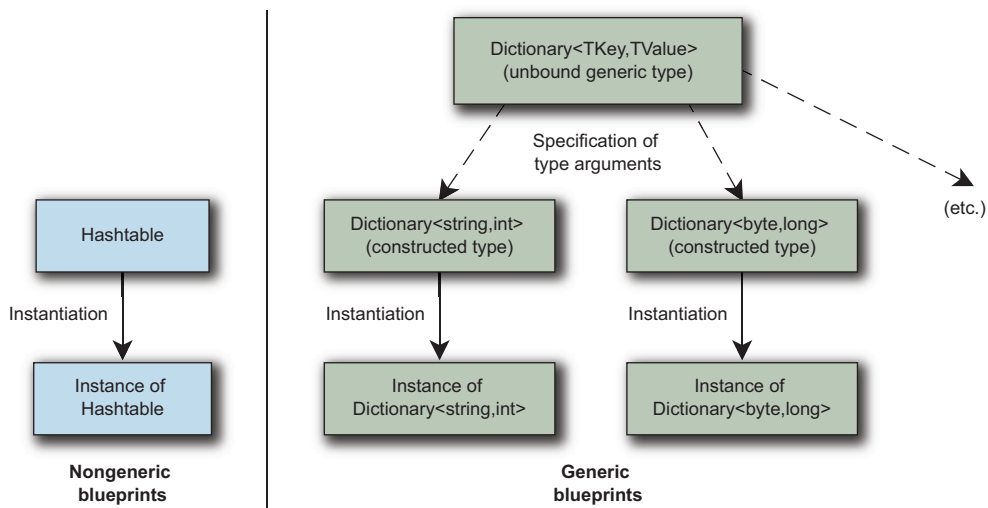 Hashtable
Instantiation
Instance of
Hashtable
Nongeneric
blueprints
Dictionary<TKey,TValue>
(unbound generic type)
Specification of
type arguments
(etc.)
Dictionary<string,int>
(constructed type)
Dictionary<byte,long>
(constructed type)
Instantiation
Instantiation
Instance of
Dictionary<string,int>
Instance of
Dictionary<byte,long>
Generic
blueprints